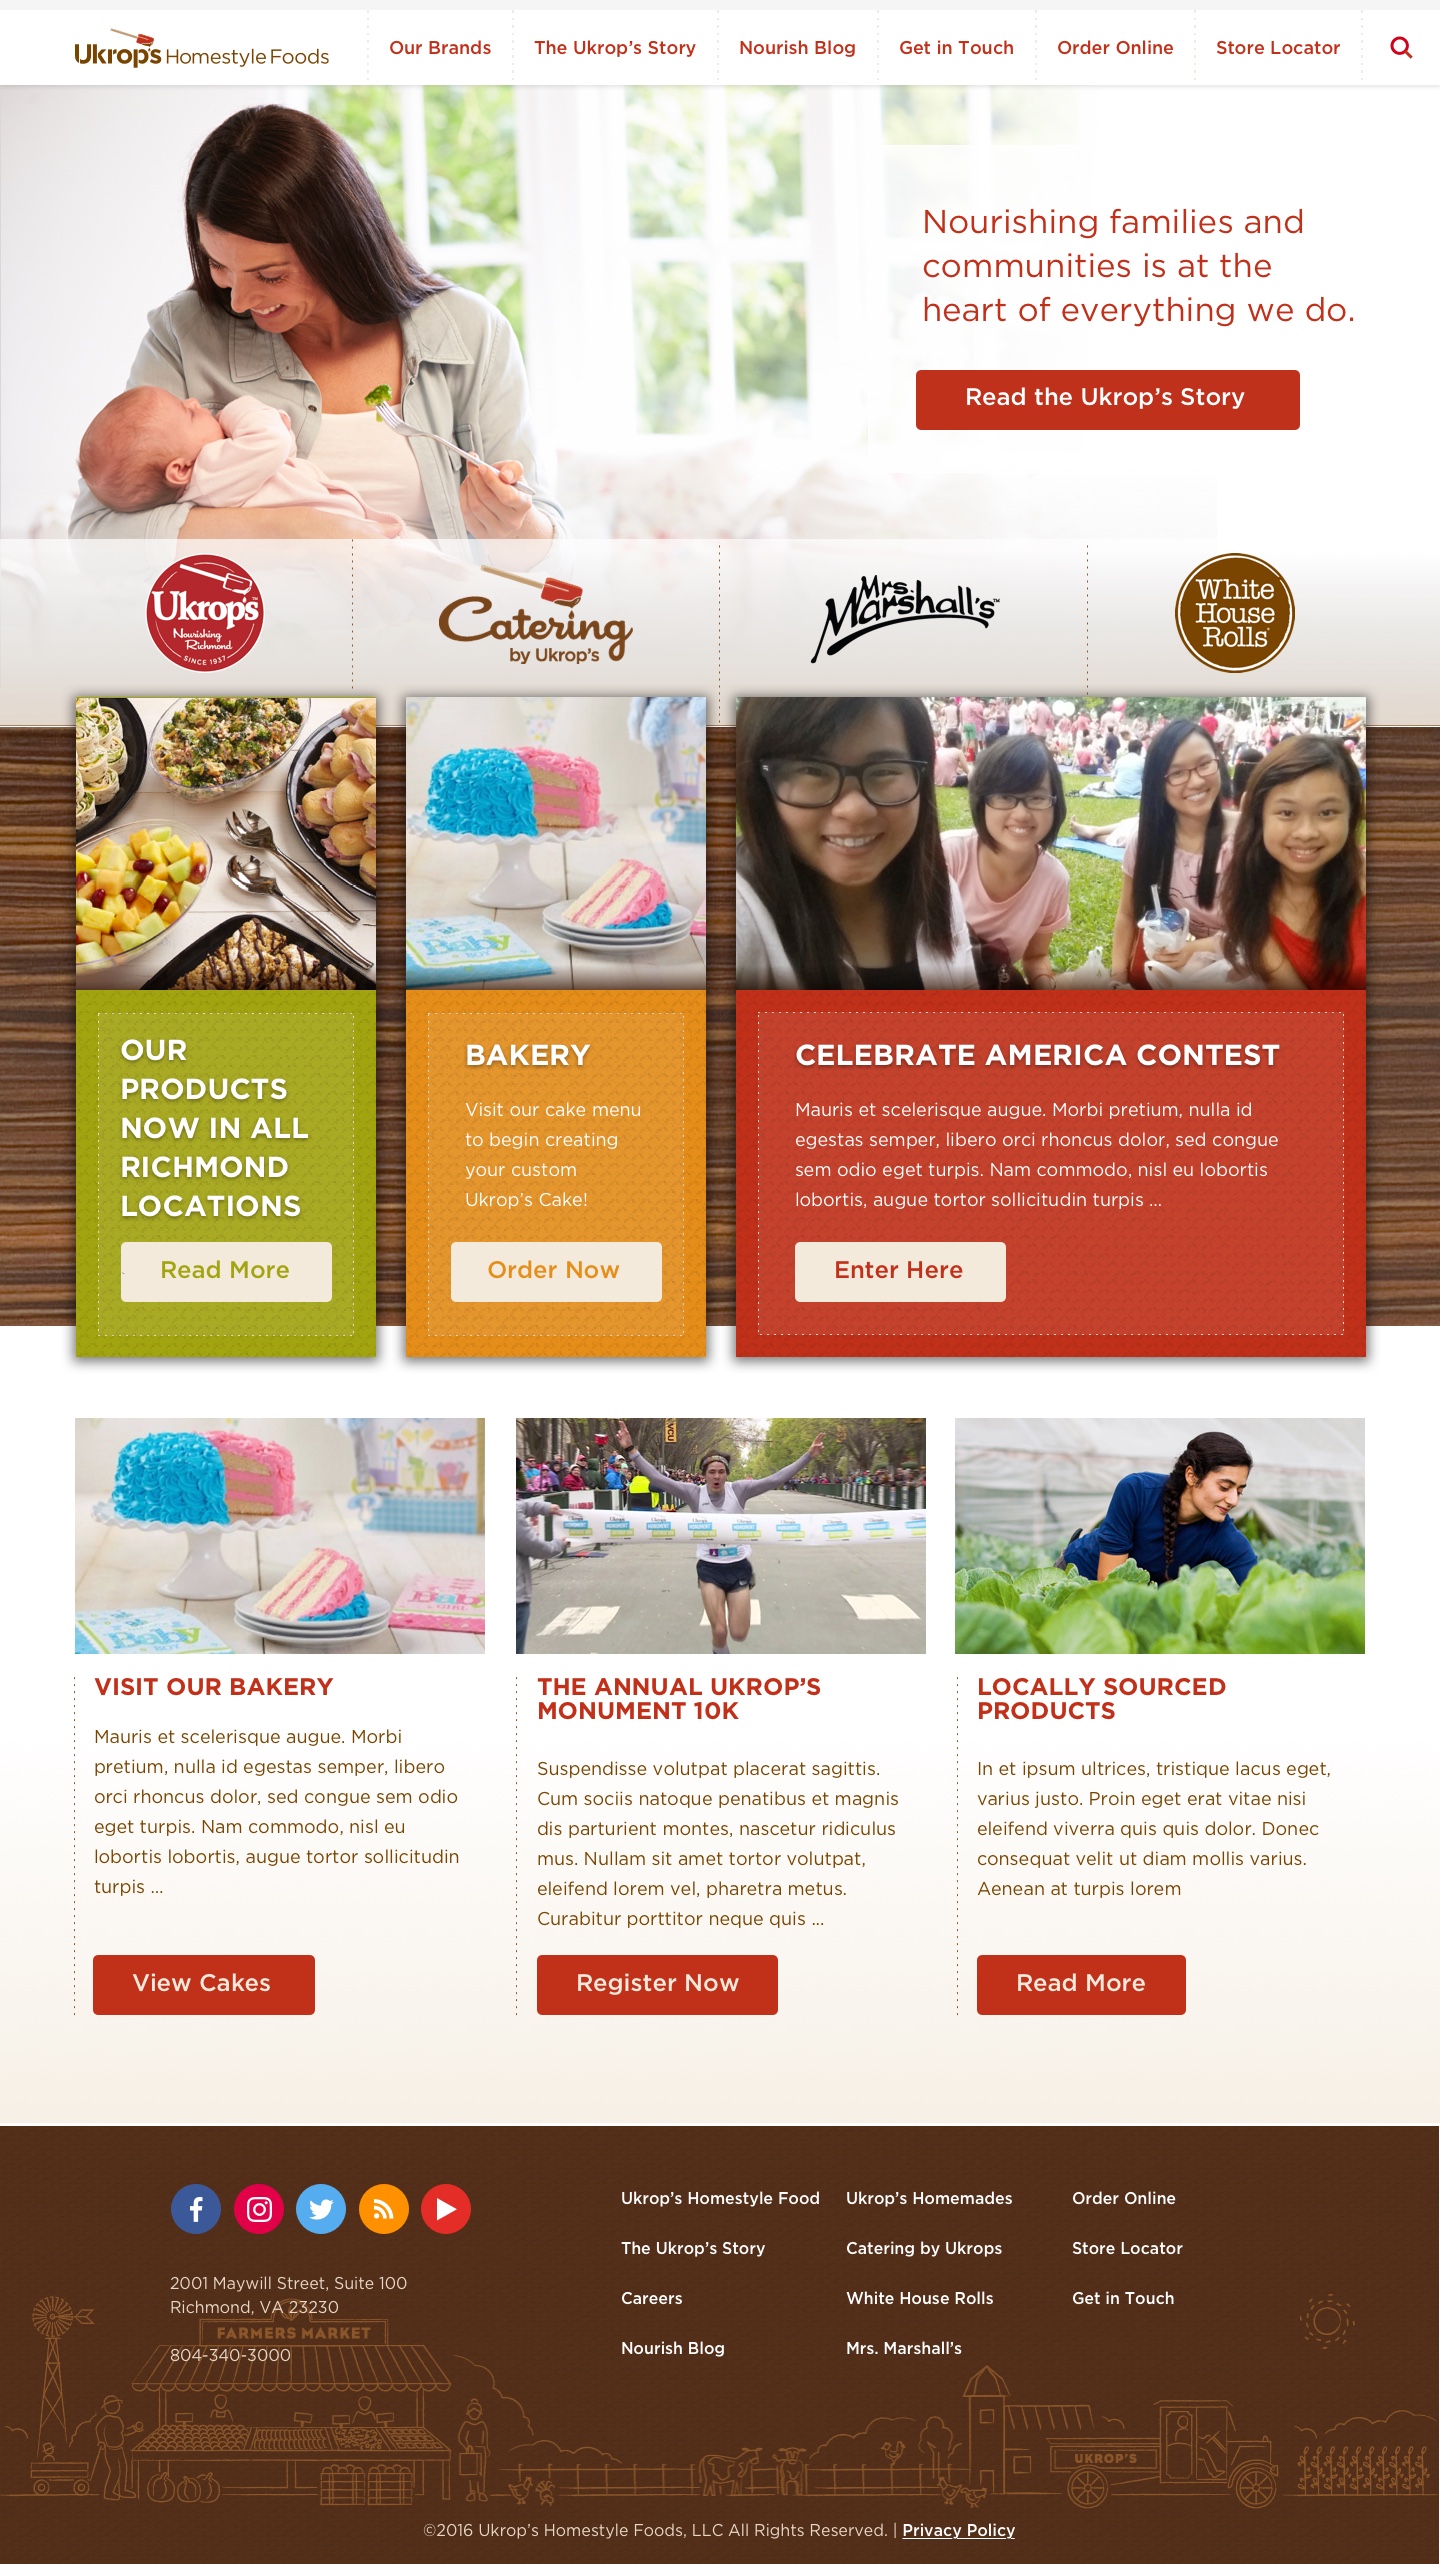 Ukrop's Homestyle Foods
Our Brands
The Ukrop's Story
Nourish Blog
Get in Touch
Order Online
Store Locator
Nourishing families and
communities is at the
heart of everything we do.
Read the Ukrop's Story
Ukrop's
Nourishing
Richmond
SINCE 1937
Catering
by Ukrop's
Mrs.
Marshall's™
White
House
Rolls
Baby
BOY
OUR
PRODUCTS
NOW IN ALL
RICHMOND
LOCATIONS
Read More
BAKERY
Visit our cake menu
to begin creating
your custom
Ukrop's Cake!
Order Now
CELEBRATE AMERICA CONTEST
Mauris et scelerisque augue. Morbi pretium, nulla id
egestas semper, libero orci rhoncus dolor, sed congue
sem odio eget turpis. Nam commodo, nisl eu lobortis
lobortis, augue tortor sollicitudin turpis ...
Enter Here
Baby
BOY
Baby
GIRL
VCU
VISIT OUR BAKERY
Mauris et scelerisque augue. Morbi
pretium, nulla id egestas semper, libero
orci rhoncus dolor, sed congue sem odio
eget turpis. Nam commodo, nisl eu
lobortis lobortis, augue tortor sollicitudin
turpis ...
View Cakes
THE ANNUAL UKROP'S
MONUMENT 10K
Suspendisse volutpat placerat sagittis.
Cum sociis natoque penatibus et magnis
dis parturient montes, nascetur ridiculus
mus. Nullam sit amet tortor volutpat,
eleifend lorem vel, pharetra metus.
Curabitur porttitor neque quis ...
Register Now
LOCALLY SOURCED
PRODUCTS
In et ipsum ultrices, tristique lacus eget,
varius justo. Proin eget erat vitae nisi
eleifend viverra quis quis dolor. Donec
consequat velit ut diam mollis varius.
Aenean at turpis lorem
Read More
2001 Maywill Street, Suite 100
Richmond, VA 23230
804-340-3000
FARMERS MARKET
Ukrop's Homestyle Food
The Ukrop's Story
Careers
Nourish Blog
Ukrop's Homemades
Catering by Ukrops
White House Rolls
Mrs. Marshall's
Order Online
Store Locator
Get in Touch
UKROP'S
©2016 Ukrop's Homestyle Foods, LLC All Rights Reserved. | Privacy Policy